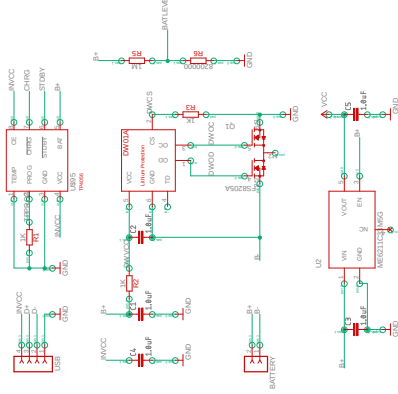 BATLEVEL
B+
R5
1M
R6
8200000
GND
INVCC
CHRG
STDBY
B+
CE
CHRG
STDBY
BAT
TEMP
PROG
GND
VCC
TP4056
1K
R1
GND
INVCC
DWCS
R3
1K
GND
DW01A
Lithium Protection
CS
OC
OD
VCC
GND
TD
DWOC
DWOD
Q1
FS8205A
C2
1.0uF
DWVCC
1K
R2
B-
VCC
C5
1.0uF
GND
B+
VOUT
EN
NC
VIN
GND
ME6211C33M5G
U2
C3
1.0uF
GND
B+
INVCC
D+
D-
GND
USB
B+
C1
1.0uF
GND
INVCC
C4
1.0uF
GND
B+
B-
BATTERY